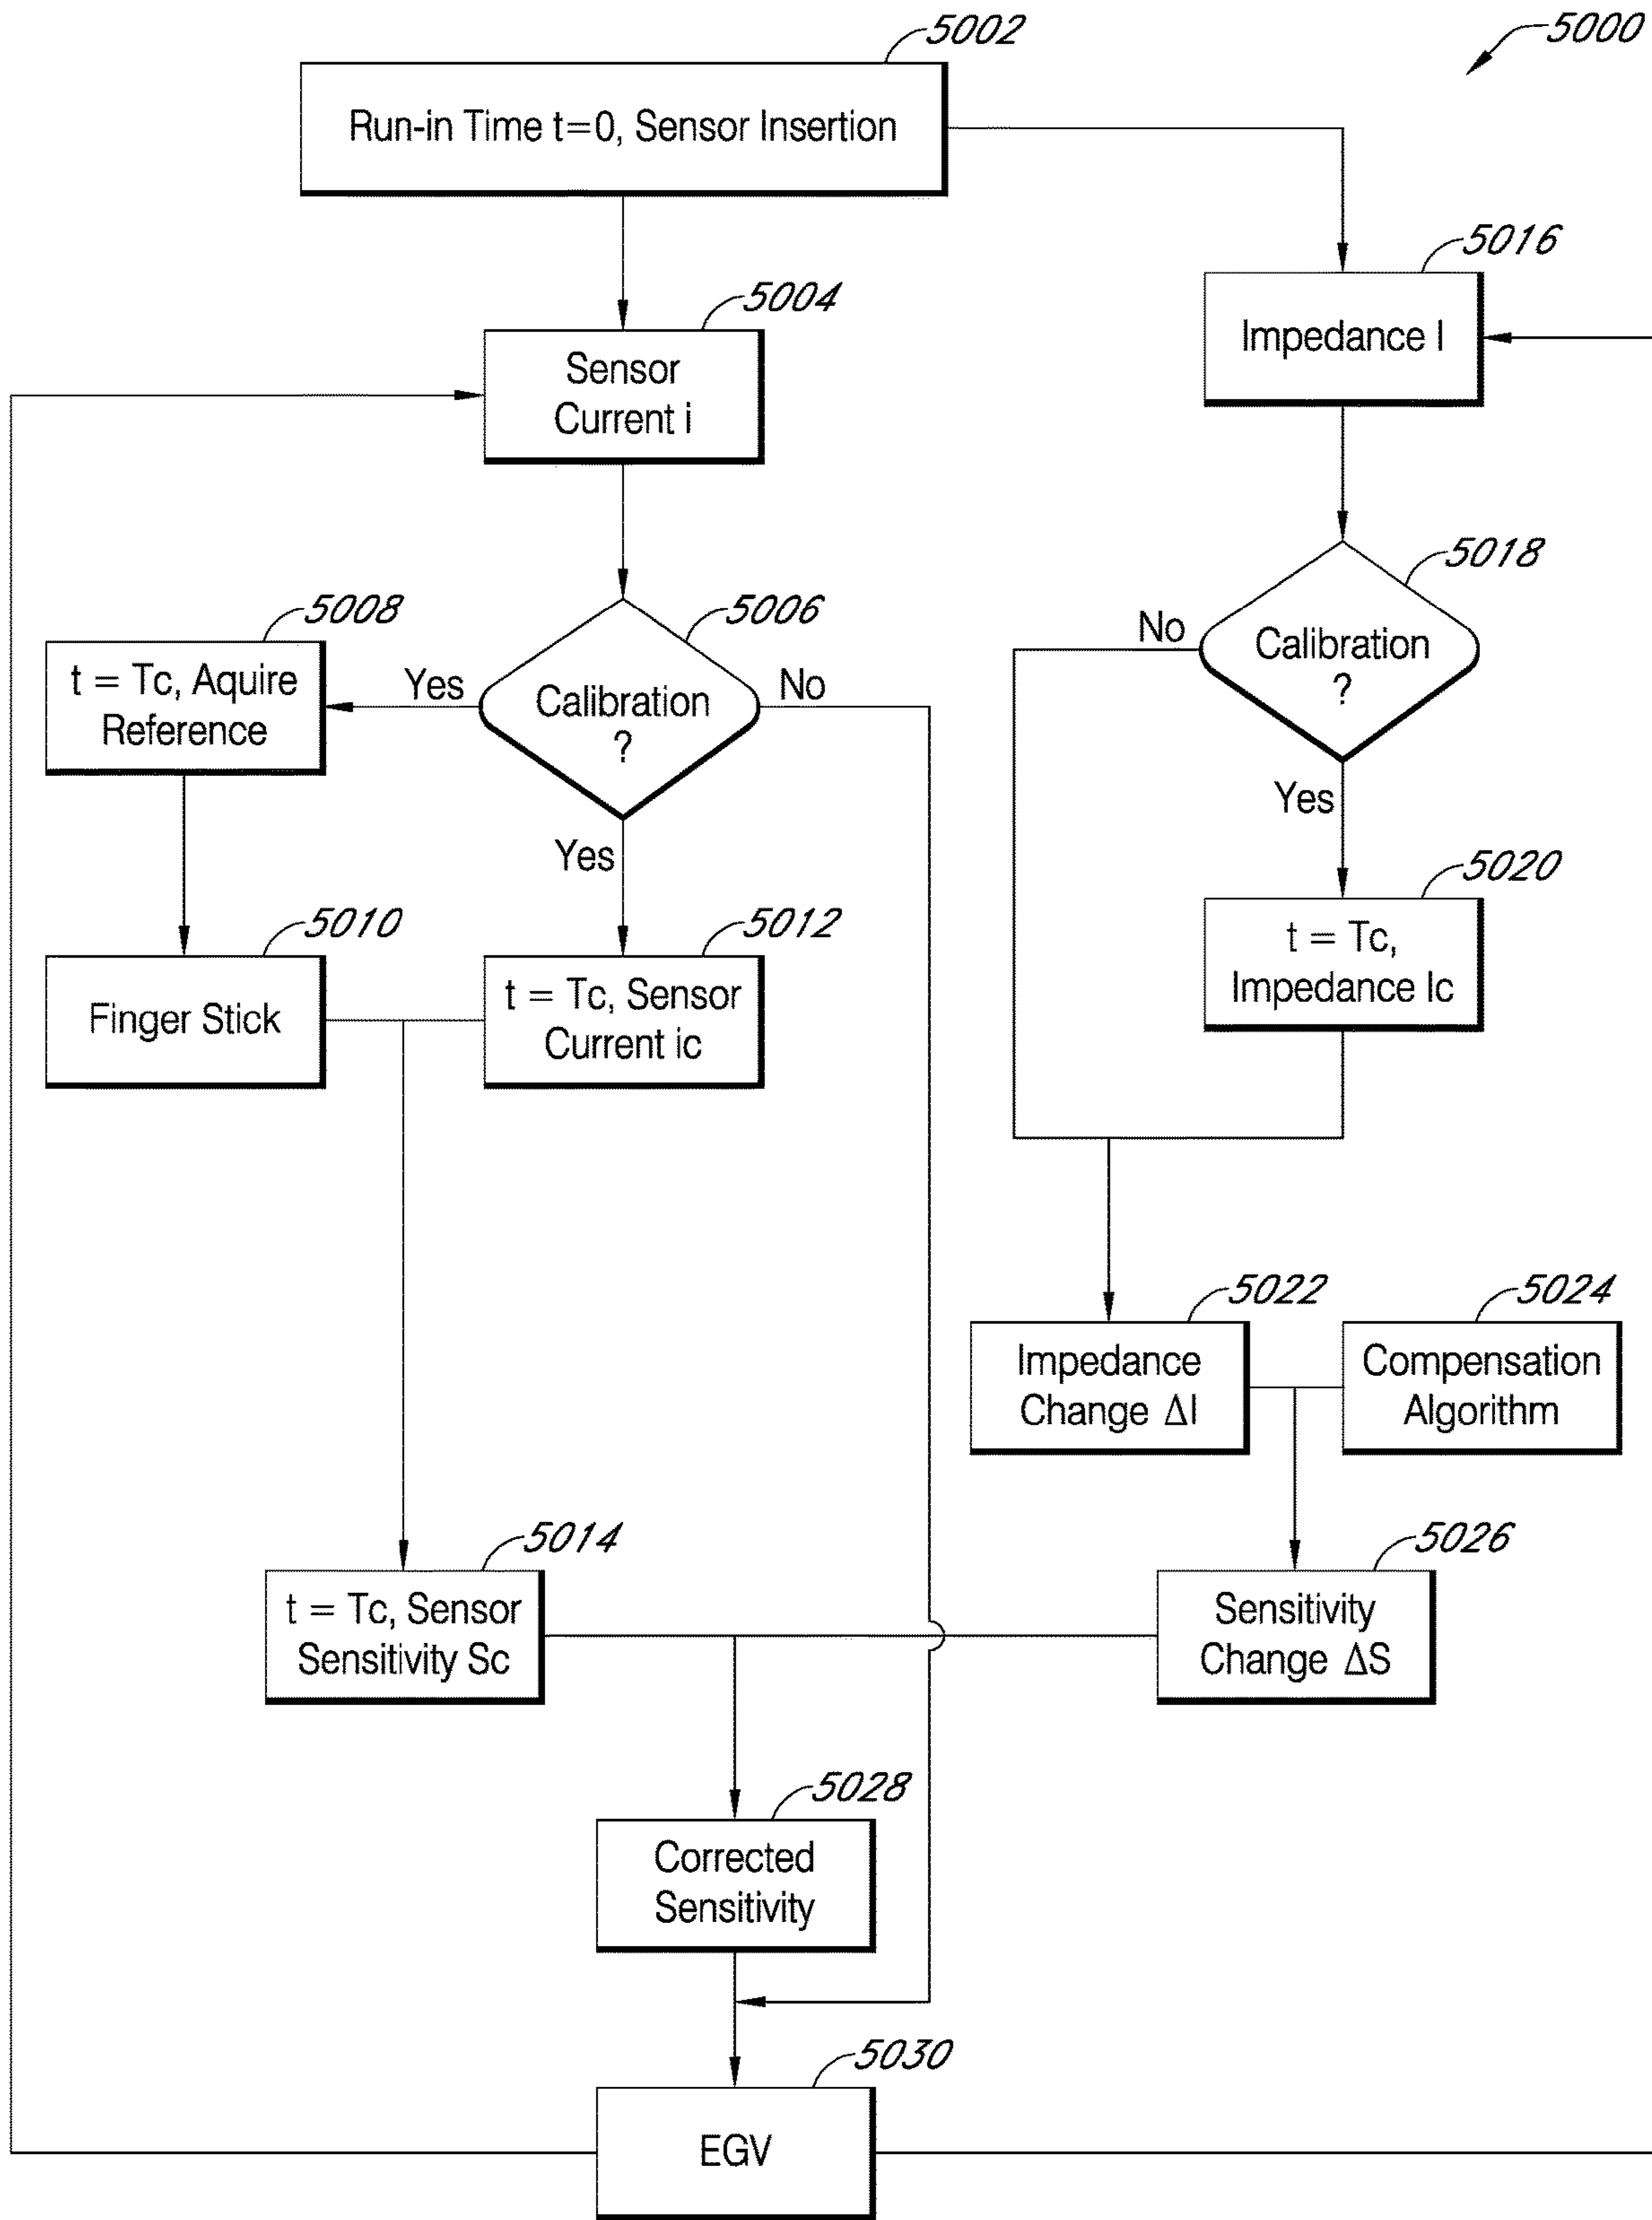 5002
5000
Run-in Time t=0, Sensor Insertion
5016
Impedance I
5004
Sensor
Current i
5018
Calibration
?
No
Yes
5006
Calibration
?
Yes
No
Yes
5008
t = Tc, Aquire
Reference
5020
t = Tc,
Impedance Ic
5010
Finger Stick
5012
t = Tc, Sensor
Current ic
5022
Impedance
Change ΔI
5024
Compensation
Algorithm
5014
t = Tc, Sensor
Sensitivity Sc
5026
Sensitivity
Change ΔS
5028
Corrected
Sensitivity
5030
EGV